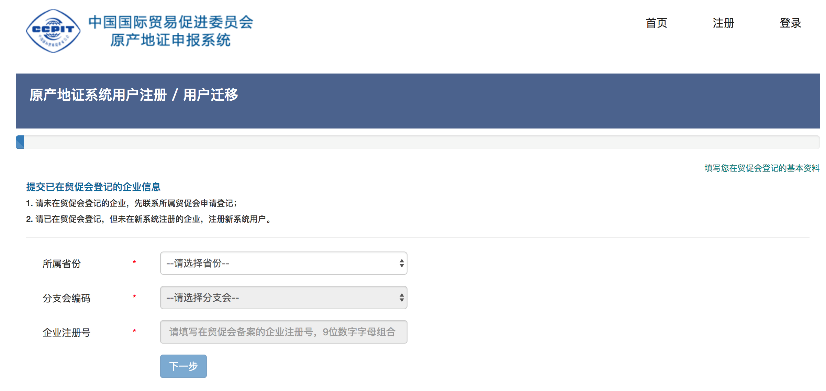 CCPIT
中国国际贸易促进委员会
原产地证申报系统
首页 注册 登录
原产地证系统用户注册 / 用户迁移
填写您在贸促会登记的基本资料
提交已在贸促会登记的企业信息
1. 请未在贸促会登记的企业，先联系所属贸促会申请登记；
2. 请已在贸促会登记，但未在新系统注册的企业，注册新系统用户。
所属省份 * --请选择省份--
分支会编码 * --请选择分支会--
企业注册号 * 请填写在贸促会备案的企业注册号，9位数字字母组合
下一步